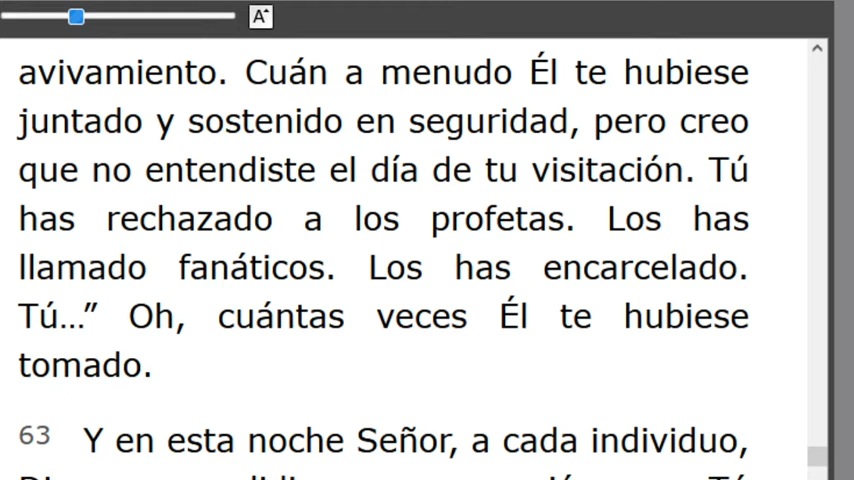 A
avivamiento. Cuán a menudo Él te hubiese
juntado y sostenido en seguridad, pero creo
que no entendiste el día de tu visitación. Tú
has rechazado a los profetas. Los has
llamado fanáticos. Los has encarcelado.
Tú...” Oh, cuántas veces Él te hubiese
tomado.
63 Y en esta noche Señor, a cada individuo,